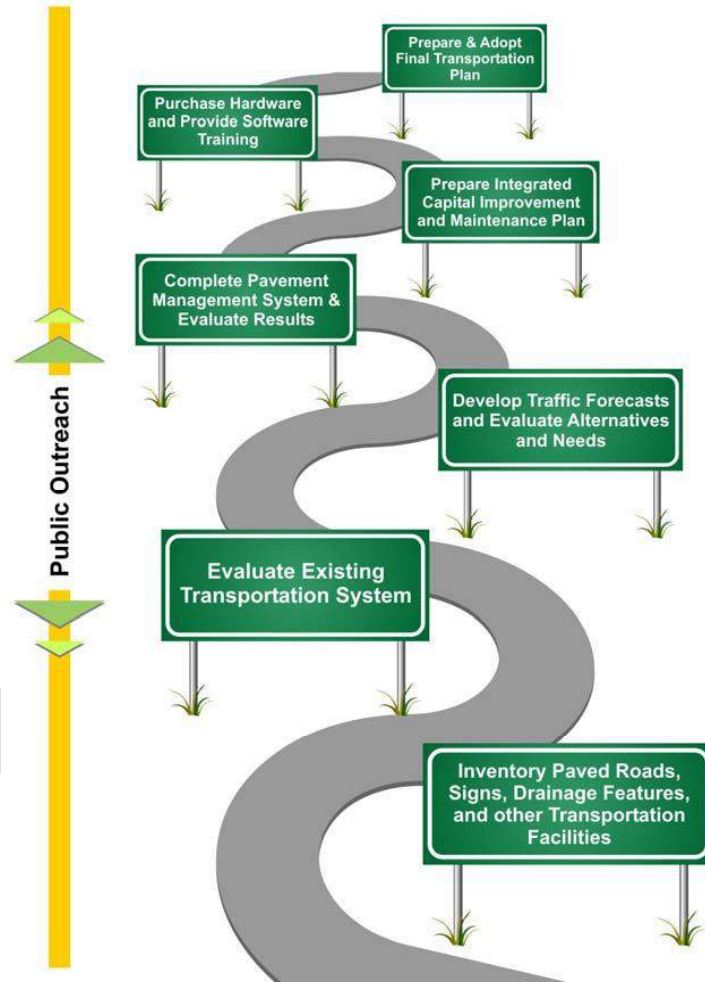 Prepare & Adopt
Final Transportation
Plan
Purchase Hardware
and Provide Software
Training
Prepare Integrated
Capital Improvement
and Maintenance Plan
Complete Pavement
Management System &
Evaluate Results
Develop Traffic Forecasts
and Evaluate Alternatives
and Needs
Public Outreach
Evaluate Existing
Transportation System
Inventory Paved Roads,
Signs, Drainage Features,
and other Transportation
Facilities